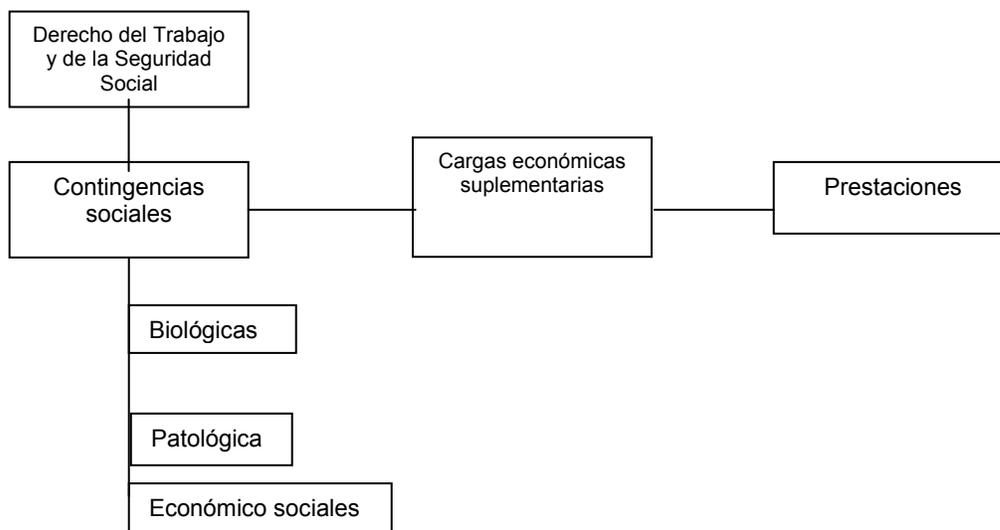 Derecho del Trabajo
y de la Seguridad
Social
Contingencias
sociales
Cargas económicas
suplementarias
Prestaciones
Biológicas
Patológica
Económico sociales